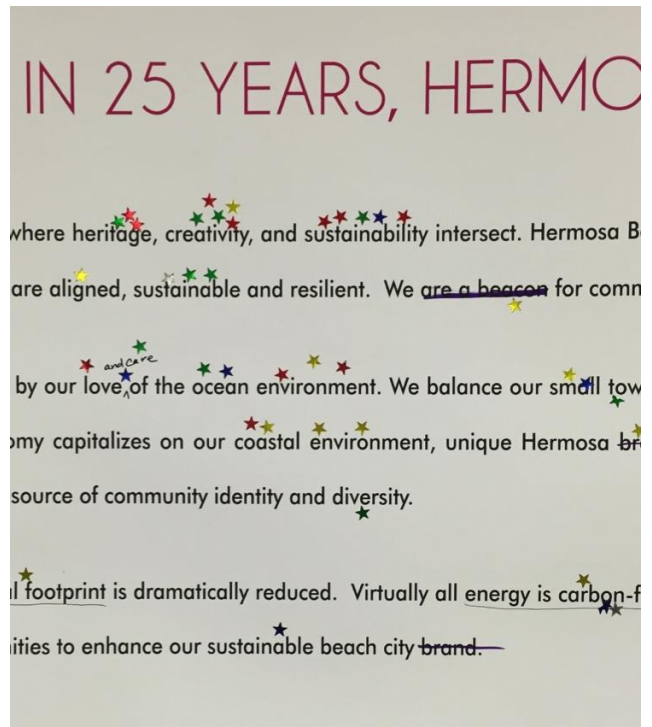 IN 25 YEARS, HERMO
where heritage, creativity, and sustainability intersect. Hermosa B
are aligned, sustainable and resilient. We are a beacon for comm
and care
by our love of the ocean environment. We balance our small tow
omy capitalizes on our coastal environment, unique Hermosa br
source of community identity and diversity.
l footprint is dramatically reduced. Virtually all energy is carbon-f
ities to enhance our sustainable beach city brand.